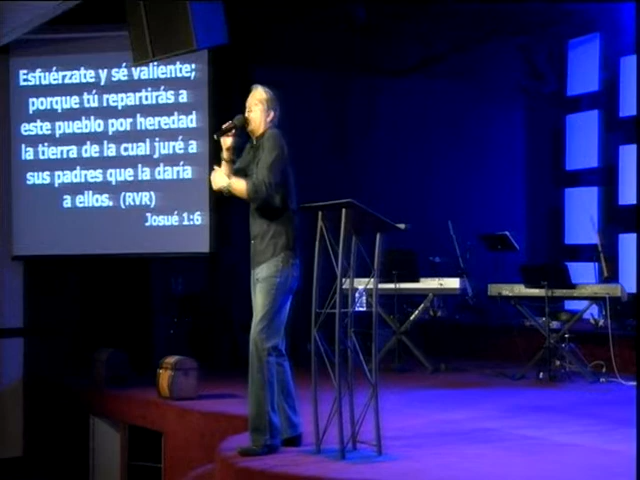 Esfuérzate y sé valiente;
porque tú repartirás a
este pueblo por heredad
la tierra de la cual juré a
sus padres que la daría
a ellos. (RVR)
Josué 1:6